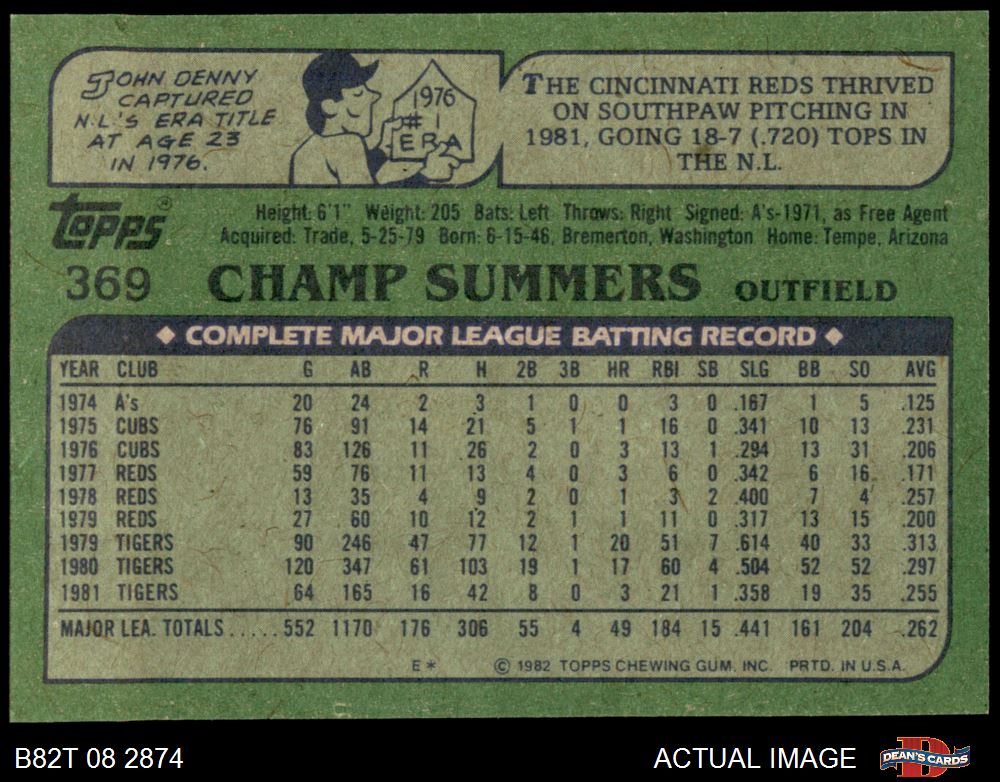 JOHN DENNY
CAPTURED
N.L.'S ERA TITLE
AT AGE 23
IN 1976.
1976
#1
ERA
THE CINCINNATI REDS THRIVED
ON SOUTHPAW PITCHING IN
1981, GOING 18-7 (.720) TOPS IN
THE N.L.
TOPPS®
Height: 6'1" Weight: 205 Bats: Left Throws: Right Signed: A's-1971, as Free Agent
Acquired: Trade, 5-25-79 Born: 6-15-46, Bremerton, Washington Home: Tempe, Arizona
369 CHAMP SUMMERS OUTFIELD
◆ COMPLETE MAJOR LEAGUE BATTING RECORD ◆
YEAR CLUB G AB R H 2B 3B HR RBI SB SLG BB SO AVG
1974 A's 20 24 2 3 1 0 0 3 0 .167 1 5 .125
1975 CUBS 76 91 14 21 5 1 1 16 0 .341 10 13 .231
1976 CUBS 83 126 11 26 2 0 3 13 1 .294 13 31 .206
1977 REDS 59 76 11 13 4 0 3 6 0 .342 6 16 .171
1978 REDS 13 35 4 9 2 0 1 3 2 .400 7 4 .257
1979 REDS 27 60 10 12 2 1 1 11 0 .317 13 15 .200
1979 TIGERS 90 246 47 77 12 1 20 51 7 .614 40 33 .313
1980 TIGERS 120 347 61 103 19 1 17 60 4 .504 52 52 .297
1981 TIGERS 64 165 16 42 8 0 3 21 1 .358 19 35 .255
MAJOR LEA. TOTALS.....552 1170 176 306 55 4 49 184 15 .441 161 204 .262
E* © 1982 TOPPS CHEWING GUM, INC. PRTD. IN U.S.A.
B82T 08 2874 ACTUAL IMAGE DEAN'S CARDS